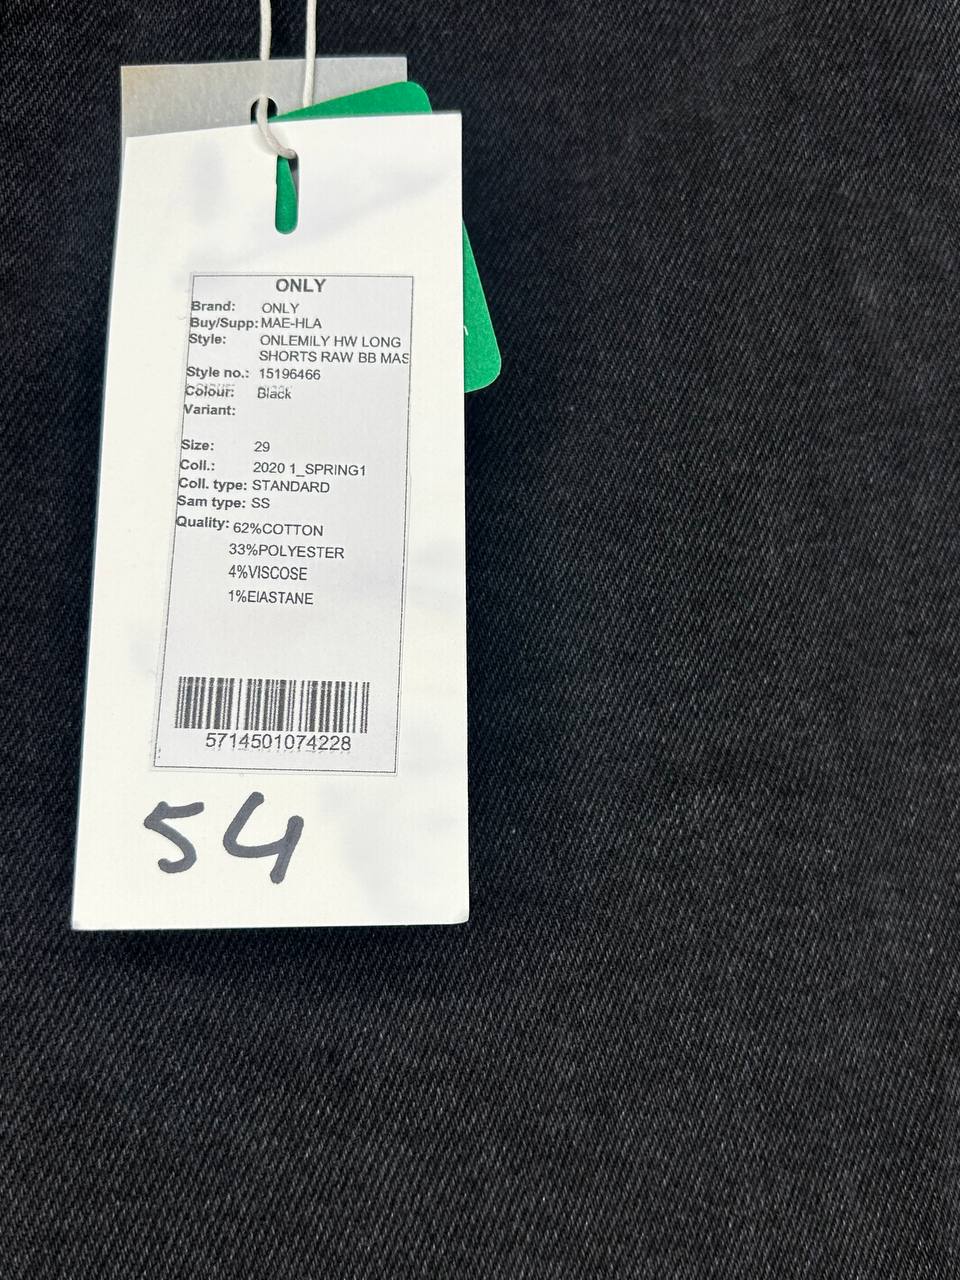 ONLY
Brand: ONLY
Buy/Supp: MAE-HLA
Style: ONLEMILY HW LONG
SHORTS RAW BB MAS
Style no.: 15196466
Colour: Black
Variant:
Size: 29
Coll.: 2020 1_SPRING1
Coll. type: STANDARD
Sam type: SS
Quality: 62%COTTON
33%POLYESTER
4%VISCOSE
1%ElASTANE
5714501074228
54